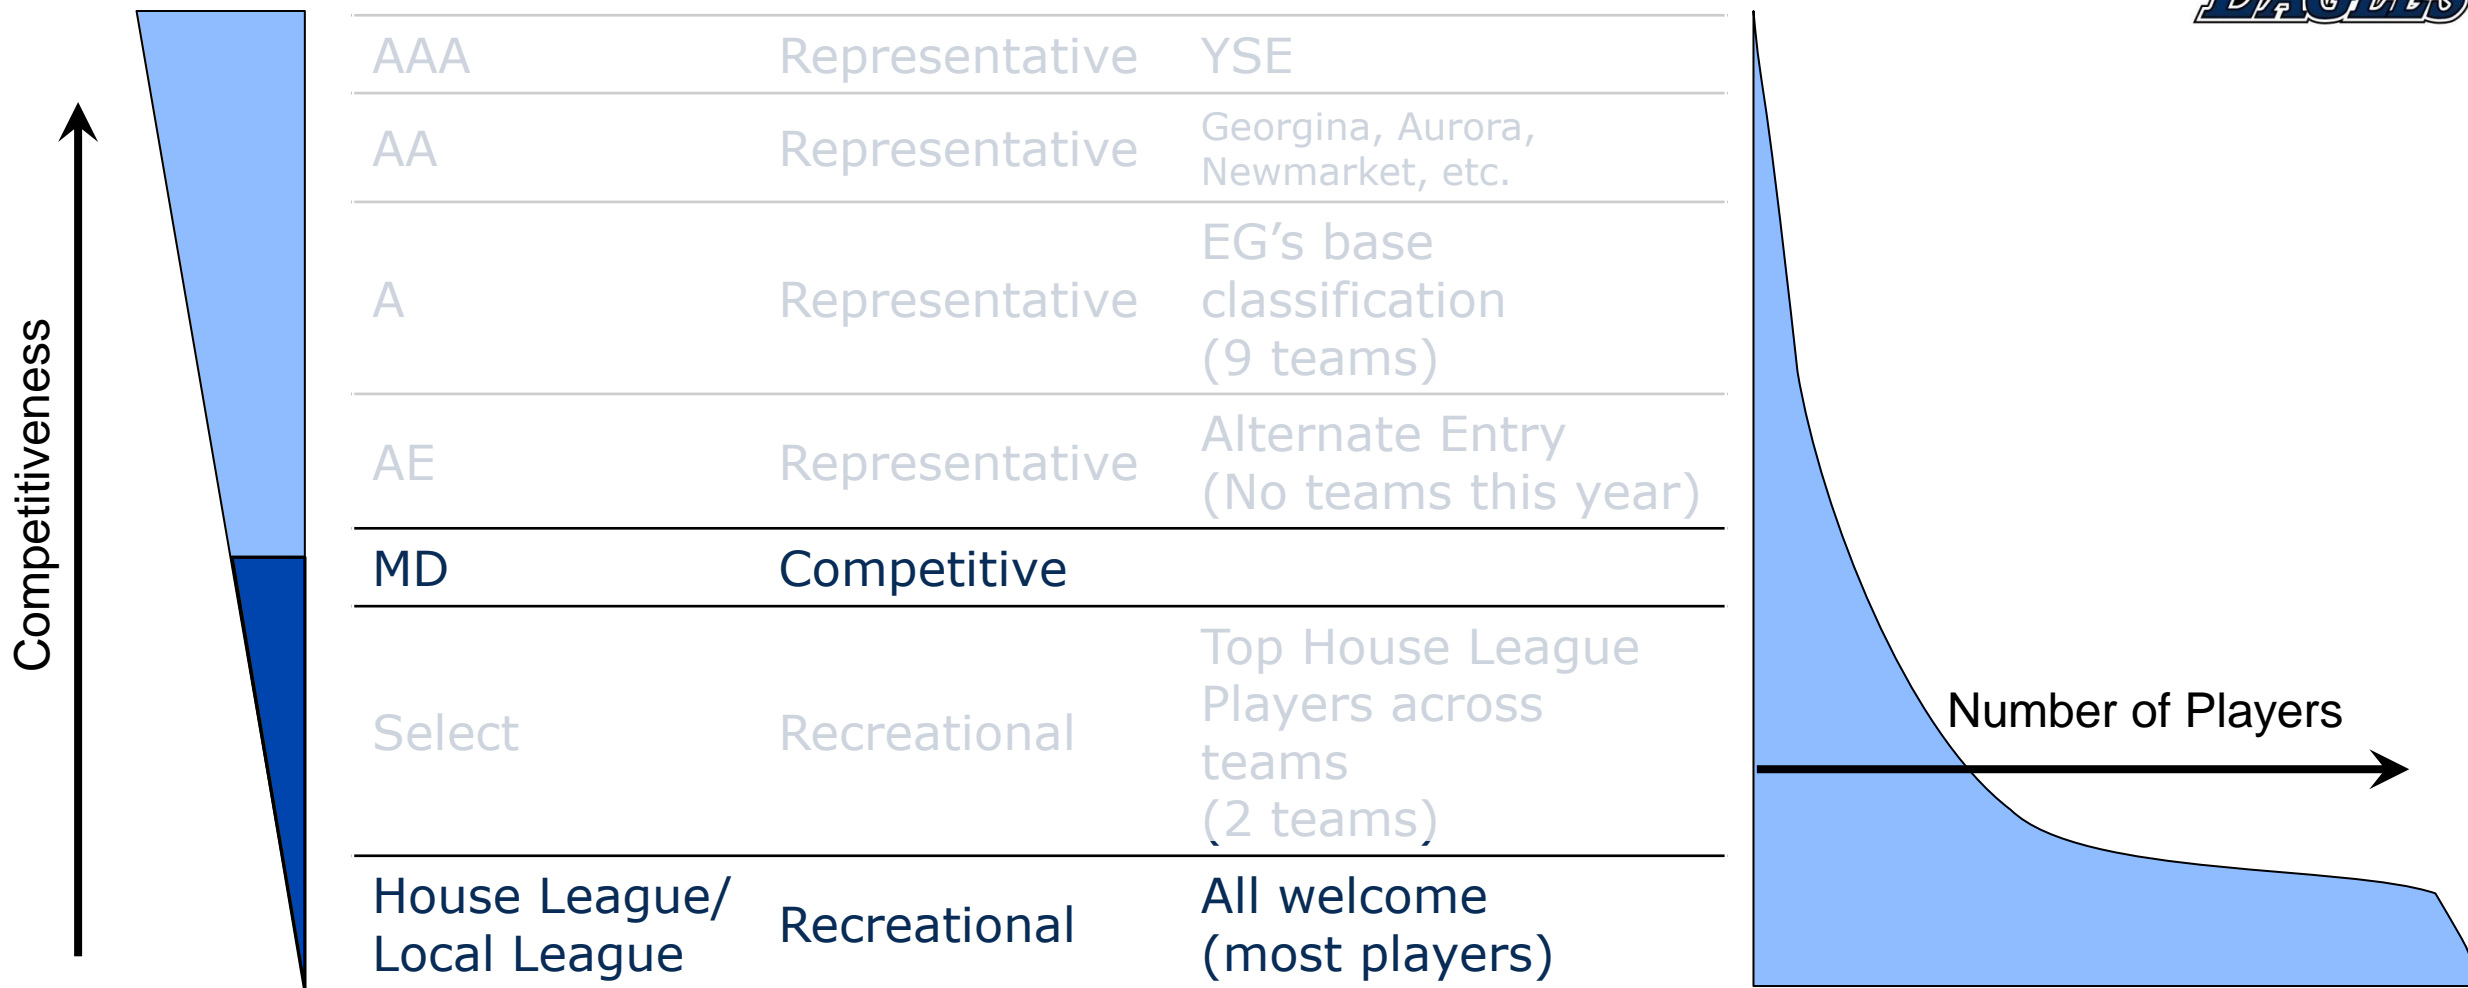 EAGLES
AAA Representative YSE
AA Representative Georgina, Aurora,
Newmarket, etc.
A Representative EG’s base
classification
(9 teams)
AE Representative Alternate Entry
(No teams this year)
MD Competitive
Select Recreational Top House League
Players across
teams
(2 teams)
House League/
Local League
Recreational
All welcome
(most players)
Competitiveness
Number of Players